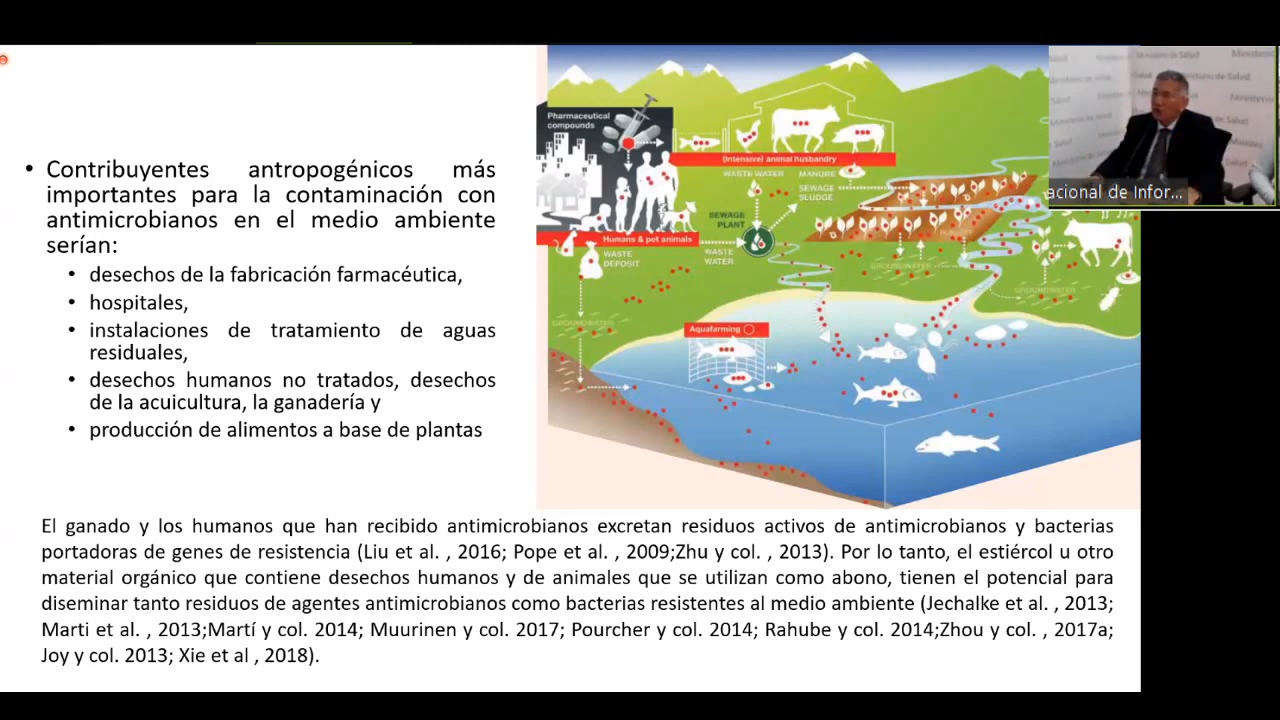 • Contribuyentes antropogénicos más
importantes para la contaminación con
antimicrobianos en el medio ambiente
serían:
• desechos de la fabricación farmacéutica,
• hospitales,
• instalaciones de tratamiento de aguas
residuales,
• desechos humanos no tratados, desechos
de la acuicultura, la ganadería y
• producción de alimentos a base de plantas
Pharmaceutical
compounds
(Intensive) animal husbandry
WASTE WATER
MANURE
SEWAGE
SLUDGE
SEWAGE
PLANT
Humans & pet animals
WASTE
DEPOSIT
WASTE
WATER
GROUNDWATER
GROUNDWATER
GROUNDWATER
Aquafarming
Ministerio de Salud
acional de Infor...
El ganado y los humanos que han recibido antimicrobianos excretan residuos activos de antimicrobianos y bacterias
portadoras de genes de resistencia (Liu et al. , 2016; Pope et al. , 2009;Zhu y col. , 2013). Por lo tanto, el estiércol u otro
material orgánico que contiene desechos humanos y de animales que se utilizan como abono, tienen el potencial para
diseminar tanto residuos de agentes antimicrobianos como bacterias resistentes al medio ambiente (Jechalke et al. , 2013;
Marti et al. , 2013;Martí y col. 2014; Muurinen y col. 2017; Pourcher y col. 2014; Rahube y col. 2014;Zhou y col. , 2017a;
Joy y col. 2013; Xie et al , 2018).